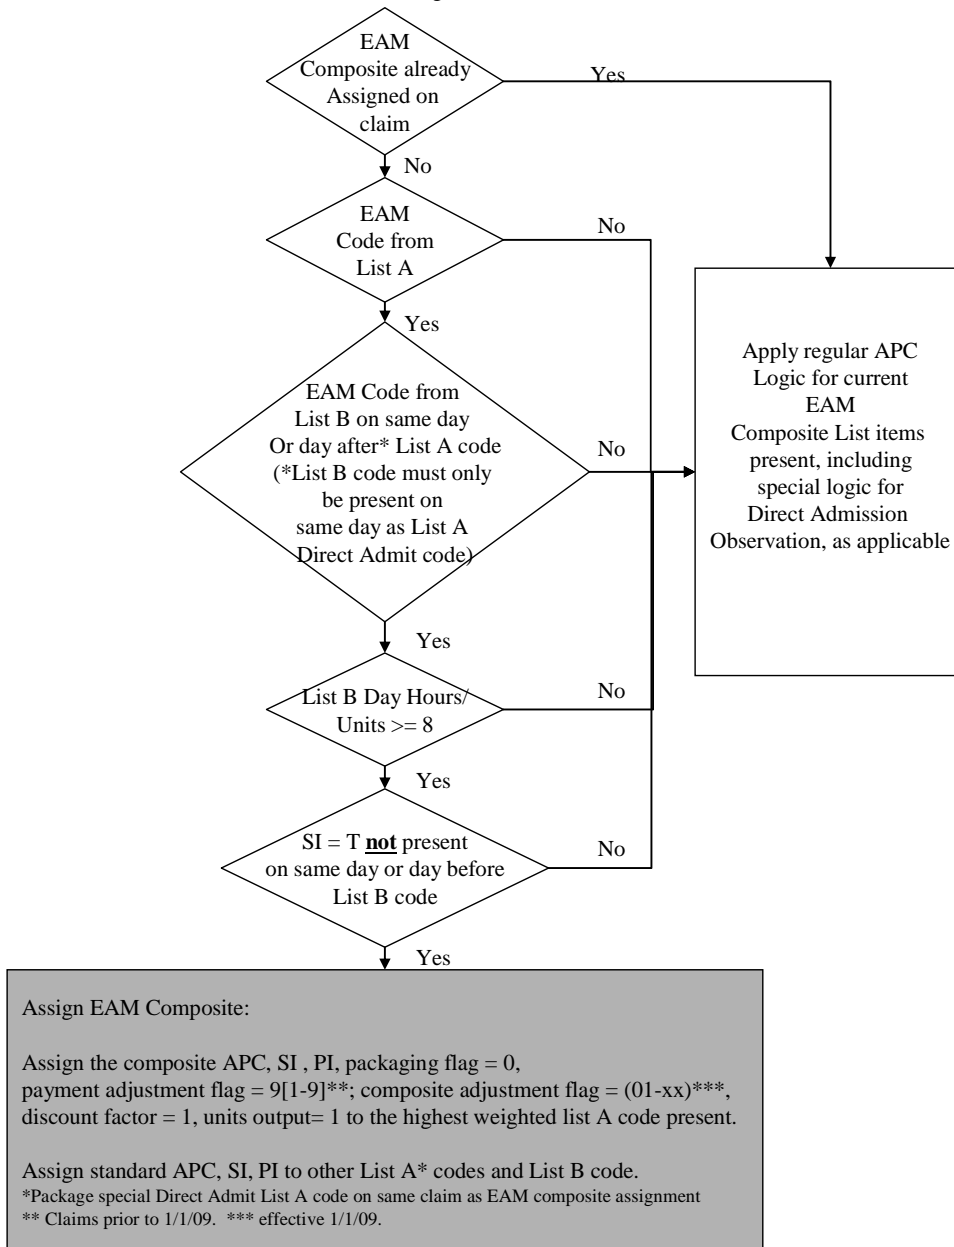 EAM
Composite already
Assigned on
claim
Yes
No
EAM
Code from
List A
No
Yes
EAM Code from
List B on same day
Or day after* List A code
(*List B code must only
be present on
same day as List A
Direct Admit code)
No
Apply regular APC
Logic for current
EAM
Composite List items
present, including
special logic for
Direct Admission
Observation, as applicable
Yes
List B Day Hours/
Units >= 8
No
Yes
SI = T not present
on same day or day before
List B code
No
Yes
Assign EAM Composite:
Assign the composite APC, SI , PI, packaging flag = 0,
payment adjustment flag = 9[1-9]**; composite adjustment flag = (01-xx)***,
discount factor = 1, units output= 1 to the highest weighted list A code present.
Assign standard APC, SI, PI to other List A* codes and List B code.
*Package special Direct Admit List A code on same claim as EAM composite assignment
** Claims prior to 1/1/09.  *** effective 1/1/09.